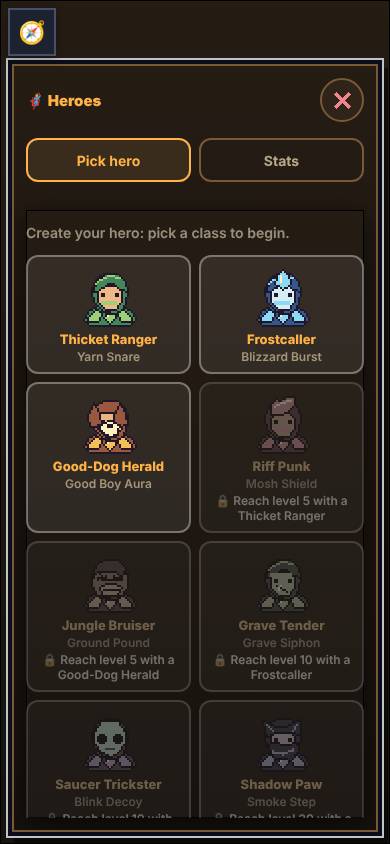 Heroes
Pick hero
Stats
Create your hero: pick a class to begin.
Thicket Ranger
Yarn Snare
Frostcaller
Blizzard Burst
Good-Dog Herald
Good Boy Aura
Riff Punk
Mosh Shield
Reach level 5 with a
Thicket Ranger
Jungle Bruiser
Ground Pound
Reach level 5 with a
Good-Dog Herald
Grave Tender
Grave Siphon
Reach level 10 with a
Frostcaller
Saucer Trickster
Blink Decoy
Shadow Paw
Smoke Step